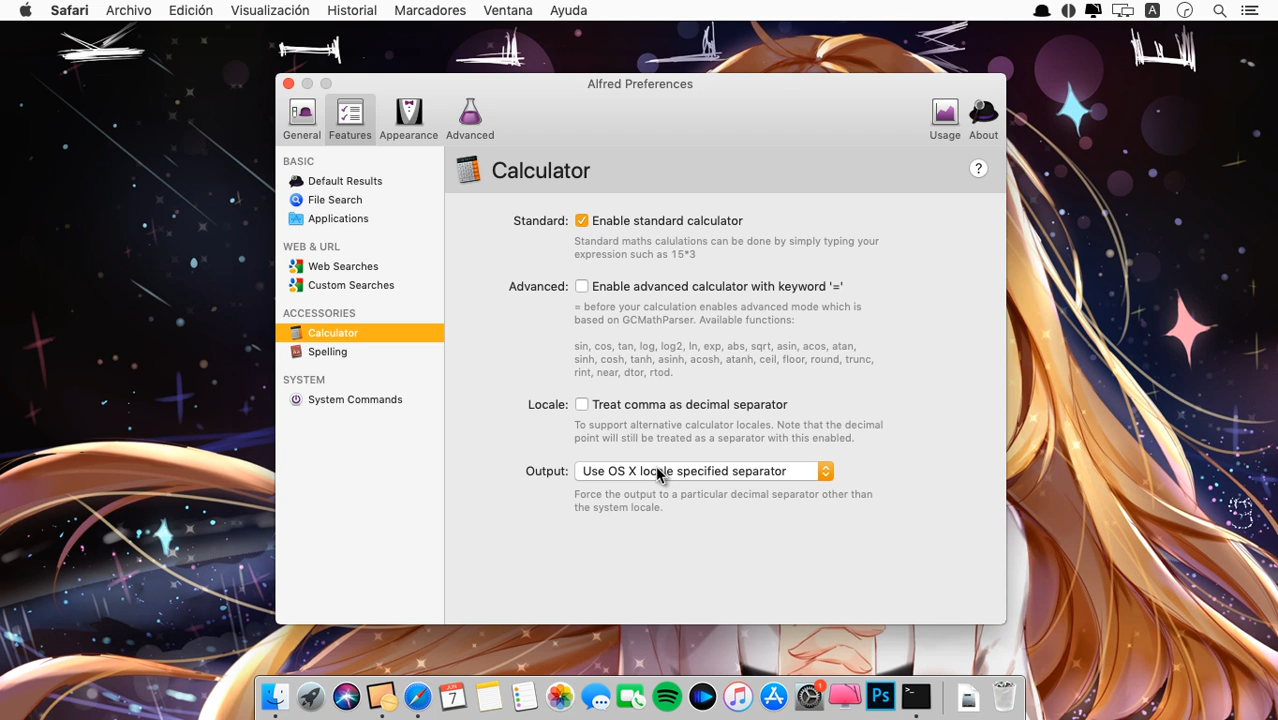 Safari Archivo Edición Visualización Historial Marcadores Ventana Ayuda
A
Alfred Preferences
General Features Appearance Advanced Usage About
BASIC
Default Results
File Search
Applications
WEB & URL
Web Searches
Custom Searches
ACCESSORIES
Calculator
Spelling
SYSTEM
System Commands
Calculator ?
Standard: Enable standard calculator
Standard maths calulations can be done by simply typing your
expression such as 15*3
Advanced: Enable advanced calculator with keyword '='
= before your calculation enables advanced mode which is
based on GCMathParser. Available functions:
sin, cos, tan, log, log2, ln, exp, abs, sqrt, asin, acos, atan,
sinh, cosh, tanh, asinh, acosh, atanh, ceil, floor, round, trunc,
rint, near, dtor, rtod.
Locale: Treat comma as decimal separator
To support alternative calculator locales. Note that the decimal
point will still be treated as a separator with this enabled.
Output: Use OS X locale specified separator
Force the output to a particular decimal separator other than
the system locale.
JUN
7
1
Ps
>_